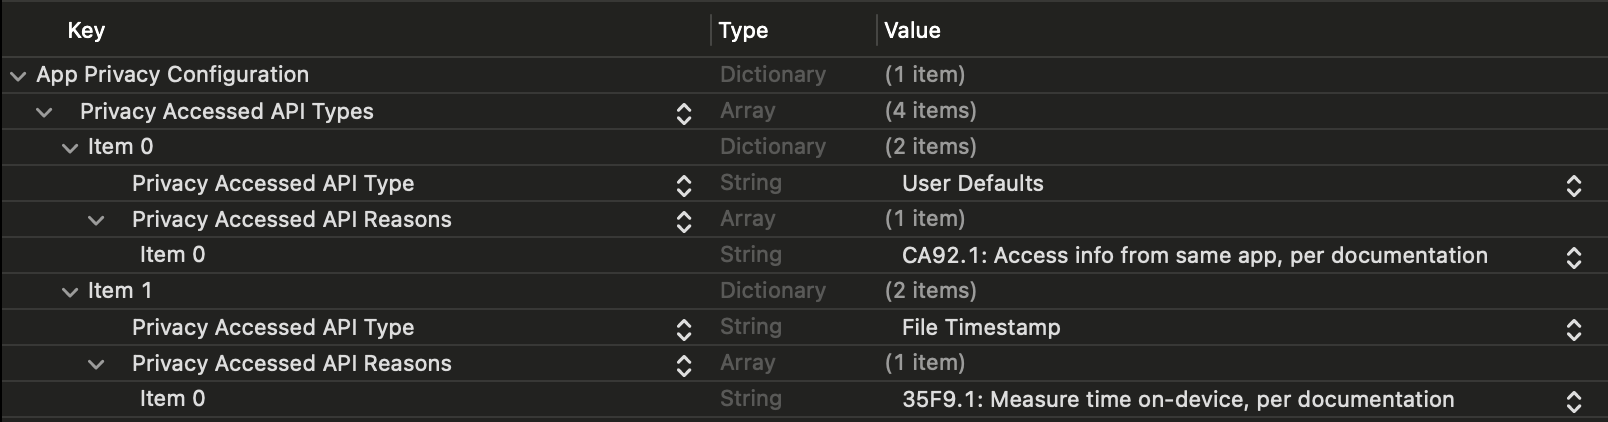 Key Type Value
App Privacy Configuration Dictionary (1 item)
Privacy Accessed API Types Array (4 items)
Item 0 Dictionary (2 items)
Privacy Accessed API Type String User Defaults
Privacy Accessed API Reasons Array (1 item)
Item 0 String CA92.1: Access info from same app, per documentation
Item 1 Dictionary (2 items)
Privacy Accessed API Type String File Timestamp
Privacy Accessed API Reasons Array (1 item)
Item 0 String 35F9.1: Measure time on-device, per documentation